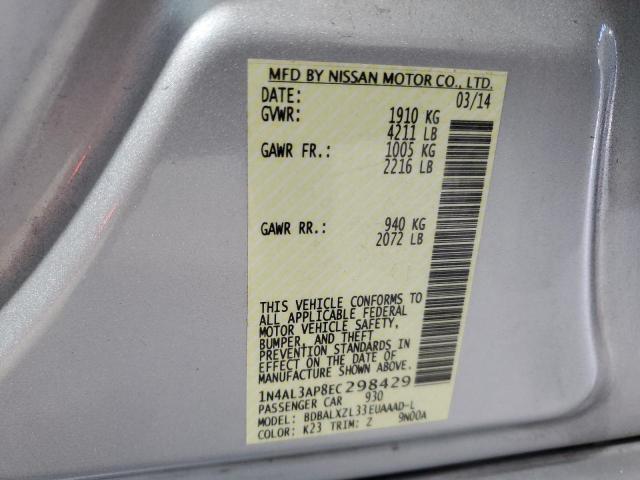 MFD BY NISSAN MOTOR CO., LTD.
DATE: 03/14
GVWR: 1910 KG
4211 LB
GAWR FR.: 1005 KG
2216 LB
GAWR RR.: 940 KG
2072 LB
THIS VEHICLE CONFORMS TO
ALL APPLICABLE FEDERAL
MOTOR VEHICLE SAFETY,
BUMPER, AND THEFT
PREVENTION STANDARDS IN
EFFECT ON THE DATE OF
MANUFACTURE SHOWN ABOVE.
1N4AL3AP8EC298429
PASSENGER CAR 930
MODEL: BDBALXZL33EUAAAD-L
COLOR: K23 TRIM: Z 9N00A